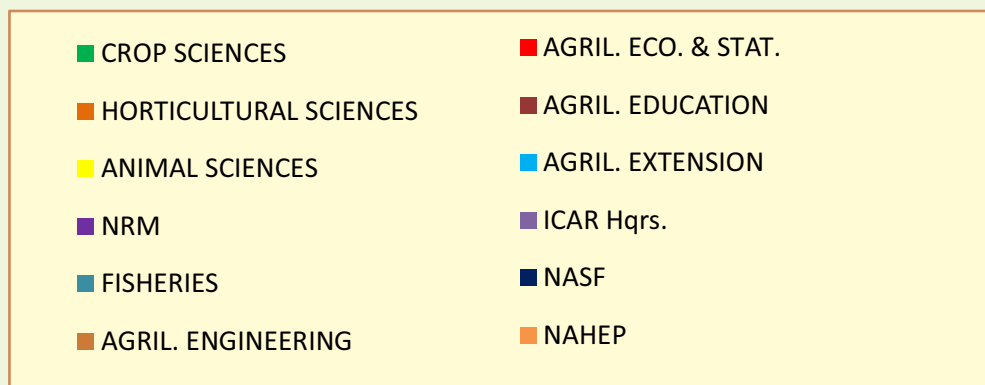 CROP SCIENCES
HORTICULTURAL SCIENCES
ANIMAL SCIENCES
NRM
FISHERIES
AGRIL. ENGINEERING
AGRIL. ECO. & STAT.
AGRIL. EDUCATION
AGRIL. EXTENSION
ICAR Hqrs.
NASF
NAHEP